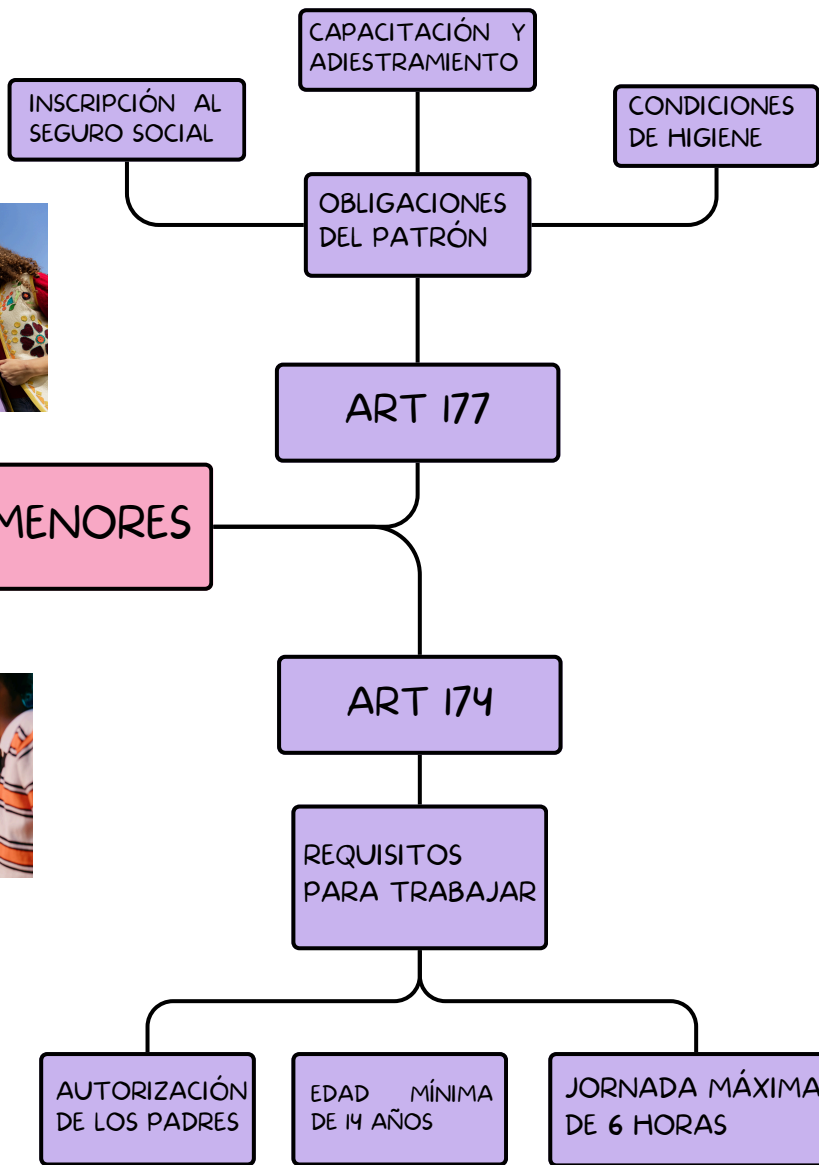 CAPACITACIÓN Y
ADIESTRAMIENTO
INSCRIPCIÓN AL
SEGURO SOCIAL
CONDICIONES
DE HIGIENE
OBLIGACIONES
DEL PATRÓN
ART 177
MENORES
ART 174
REQUISITOS
PARA TRABAJAR
AUTORIZACIÓN
DE LOS PADRES
EDAD MÍNIMA
DE 14 AÑOS
JORNADA MÁXIMA
DE 6 HORAS